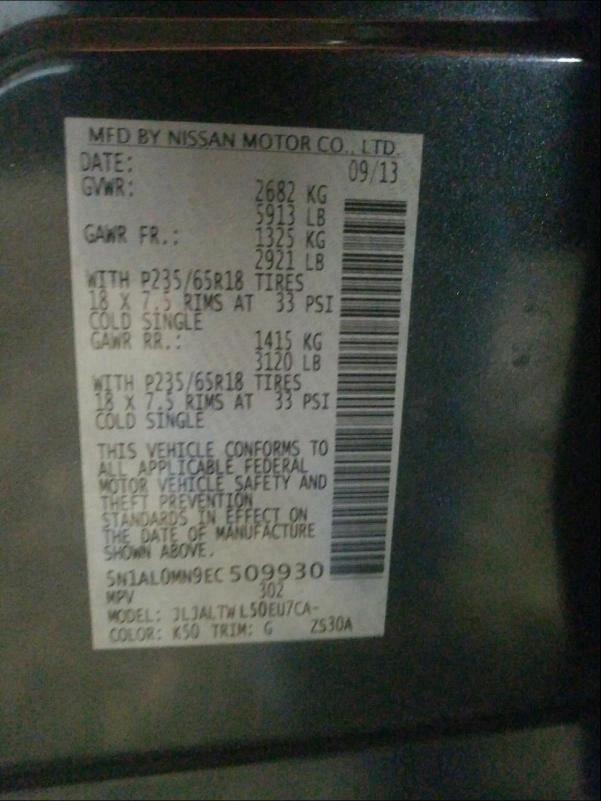 MFD BY NISSAN MOTOR CO., LTD.
DATE: 09/13
GVWR: 2682 KG
5913 LB
GAWR FR.: 1325 KG
2921 LB
WITH P235/65R18 TIRES
18 X 7.5 RIMS AT 33 PSI
COLD SINGLE
GAWR RR.: 1415 KG
3120 LB
WITH P235/65R18 TIRES
18 X 7.5 RIMS AT 33 PSI
COLD SINGLE
THIS VEHICLE CONFORMS TO
ALL APPLICABLE FEDERAL
MOTOR VEHICLE SAFETY AND
THEFT PREVENTION
STANDARDS IN EFFECT ON
THE DATE OF MANUFACTURE
SHOWN ABOVE.
5N1AL0MN9EC509930
MPV 302
MODEL: JLJALTWL50EU7CA-
COLOR: K50 TRIM: G ZS30A